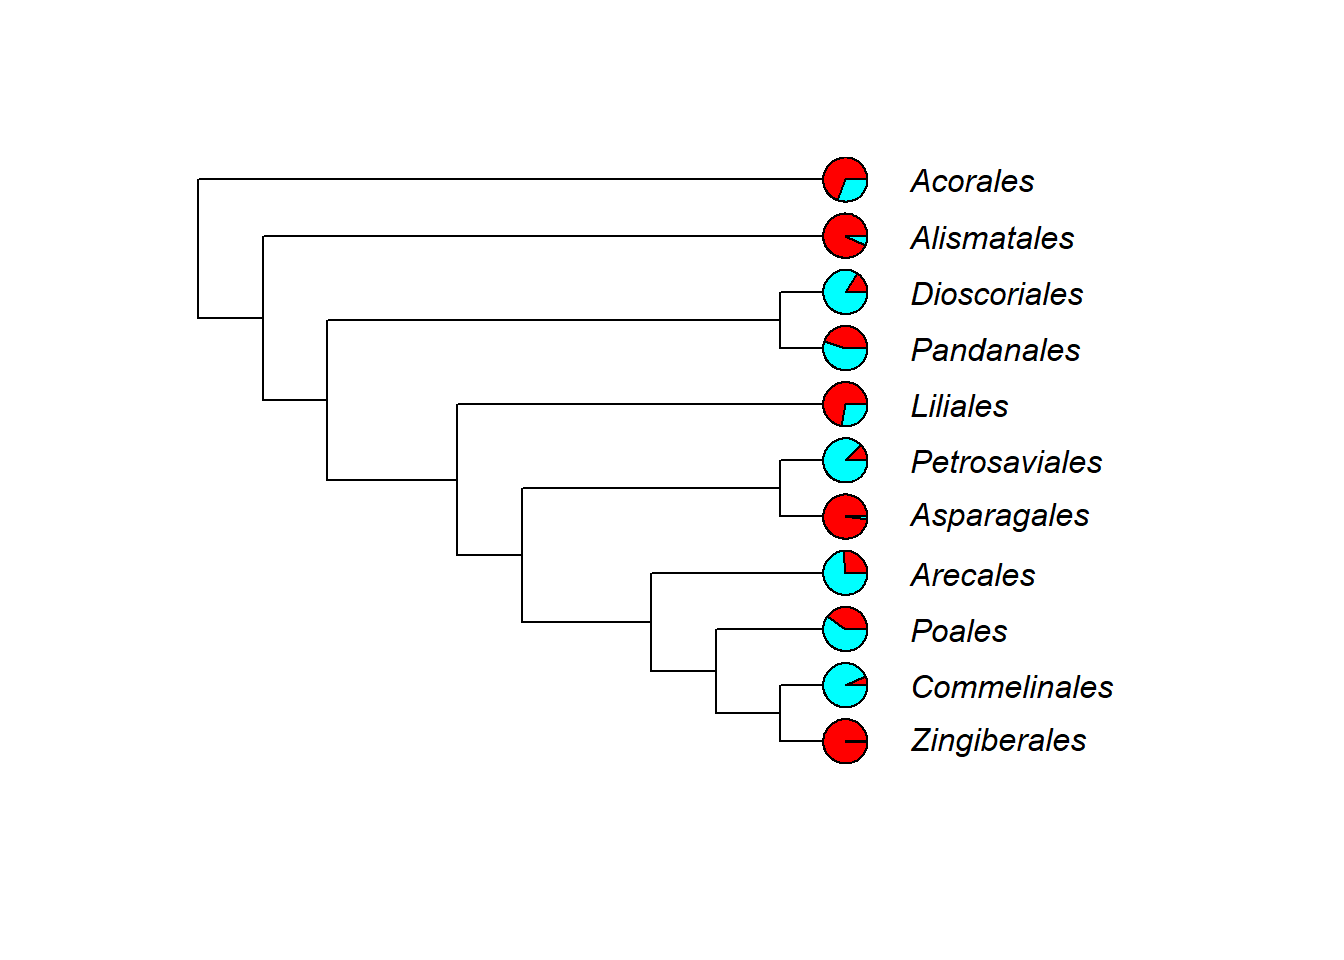 Acorales
Alismatales
Dioscoriales
Pandanales
Liliales
Petrosaviales
Asparagales
Arecales
Poales
Commelinales
Zingiberales